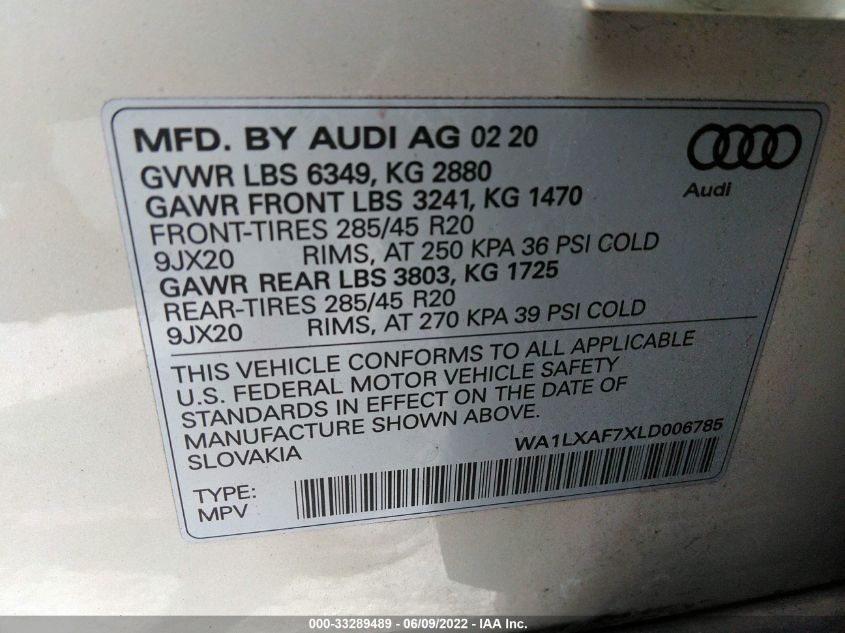 MFD. BY AUDI AG 02 20
GVWR LBS 6349, KG 2880
GAWR FRONT LBS 3241, KG 1470
FRONT-TIRES 285/45 R20
9JX20 RIMS, AT 250 KPA 36 PSI COLD
GAWR REAR LBS 3803, KG 1725
REAR-TIRES 285/45 R20
9JX20 RIMS, AT 270 KPA 39 PSI COLD
Audi
THIS VEHICLE CONFORMS TO ALL APPLICABLE
U.S. FEDERAL MOTOR VEHICLE SAFETY
STANDARDS IN EFFECT ON THE DATE OF
MANUFACTURE SHOWN ABOVE.
SLOVAKIA
WA1LXAF7XLD006785
TYPE:
MPV
000-33289489 - 06/09/2022 - IAA Inc.